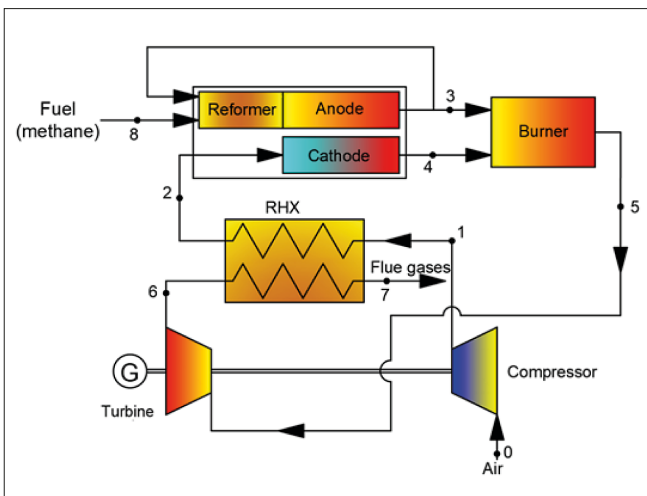 Fuel
(methane)
8
Reformer
Anode
3
Burner
Cathode
4
2
5
RHX
1
Flue gases
6
7
G
Turbine
Compressor
0
Air